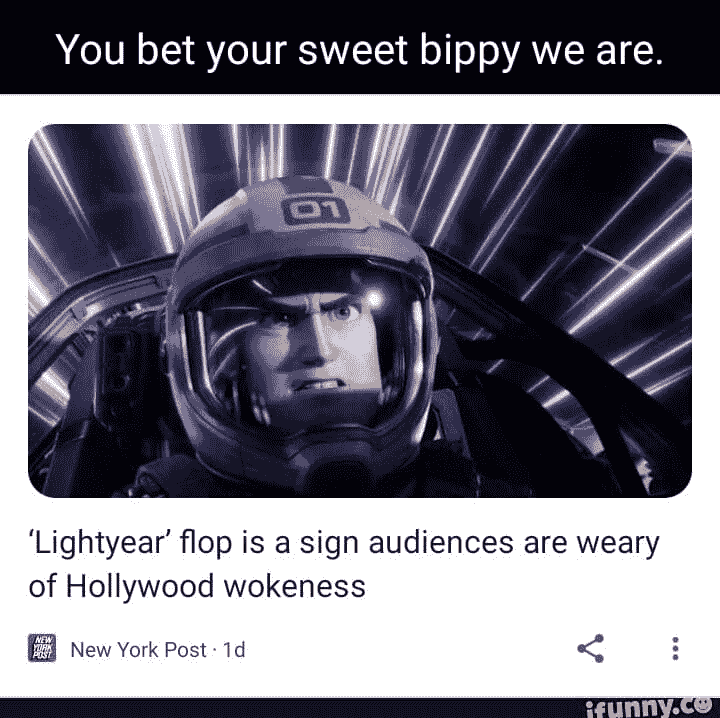 You bet your sweet bippy we are.
01
‘Lightyear’ flop is a sign audiences are weary
of Hollywood wokeness
NEW
YORK
POST
New York Post · 1d
ifunny.co